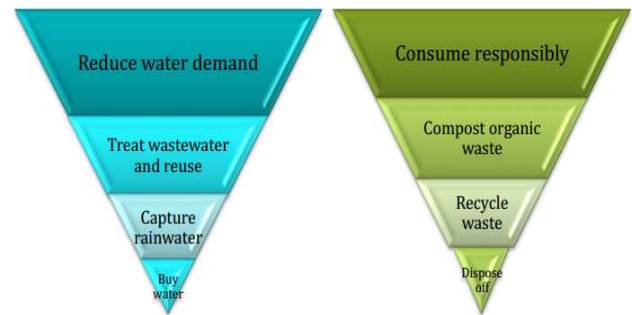 Reduce water demand
Treat wastewater
and reuse
Capture
rainwater
Buy
water
Consume responsibly
Compost organic
waste
Recycle
waste
Dispose
off